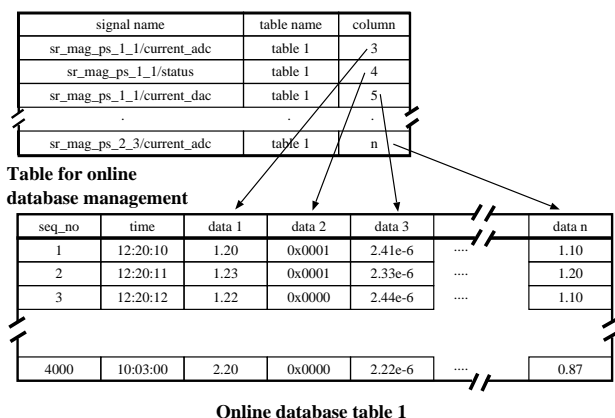 signal name table name column
sr_mag_ps_1_1/current_adc table 1 3
sr_mag_ps_1_1/status table 1 4
sr_mag_ps_1_1/current_dac table 1 5
. . .
sr_mag_ps_2_3/current_adc table 1 n
Table for online
database management
seq_no time data 1 data 2 data 3 data n
1 12:20:10 1.20 0x0001 2.41e-6 .... 1.10
2 12:20:11 1.23 0x0001 2.33e-6 .... 1.20
3 12:20:12 1.22 0x0000 2.44e-6 .... 1.10
4000 10:03:00 2.20 0x0000 2.22e-6 .... 0.87
Online database table 1